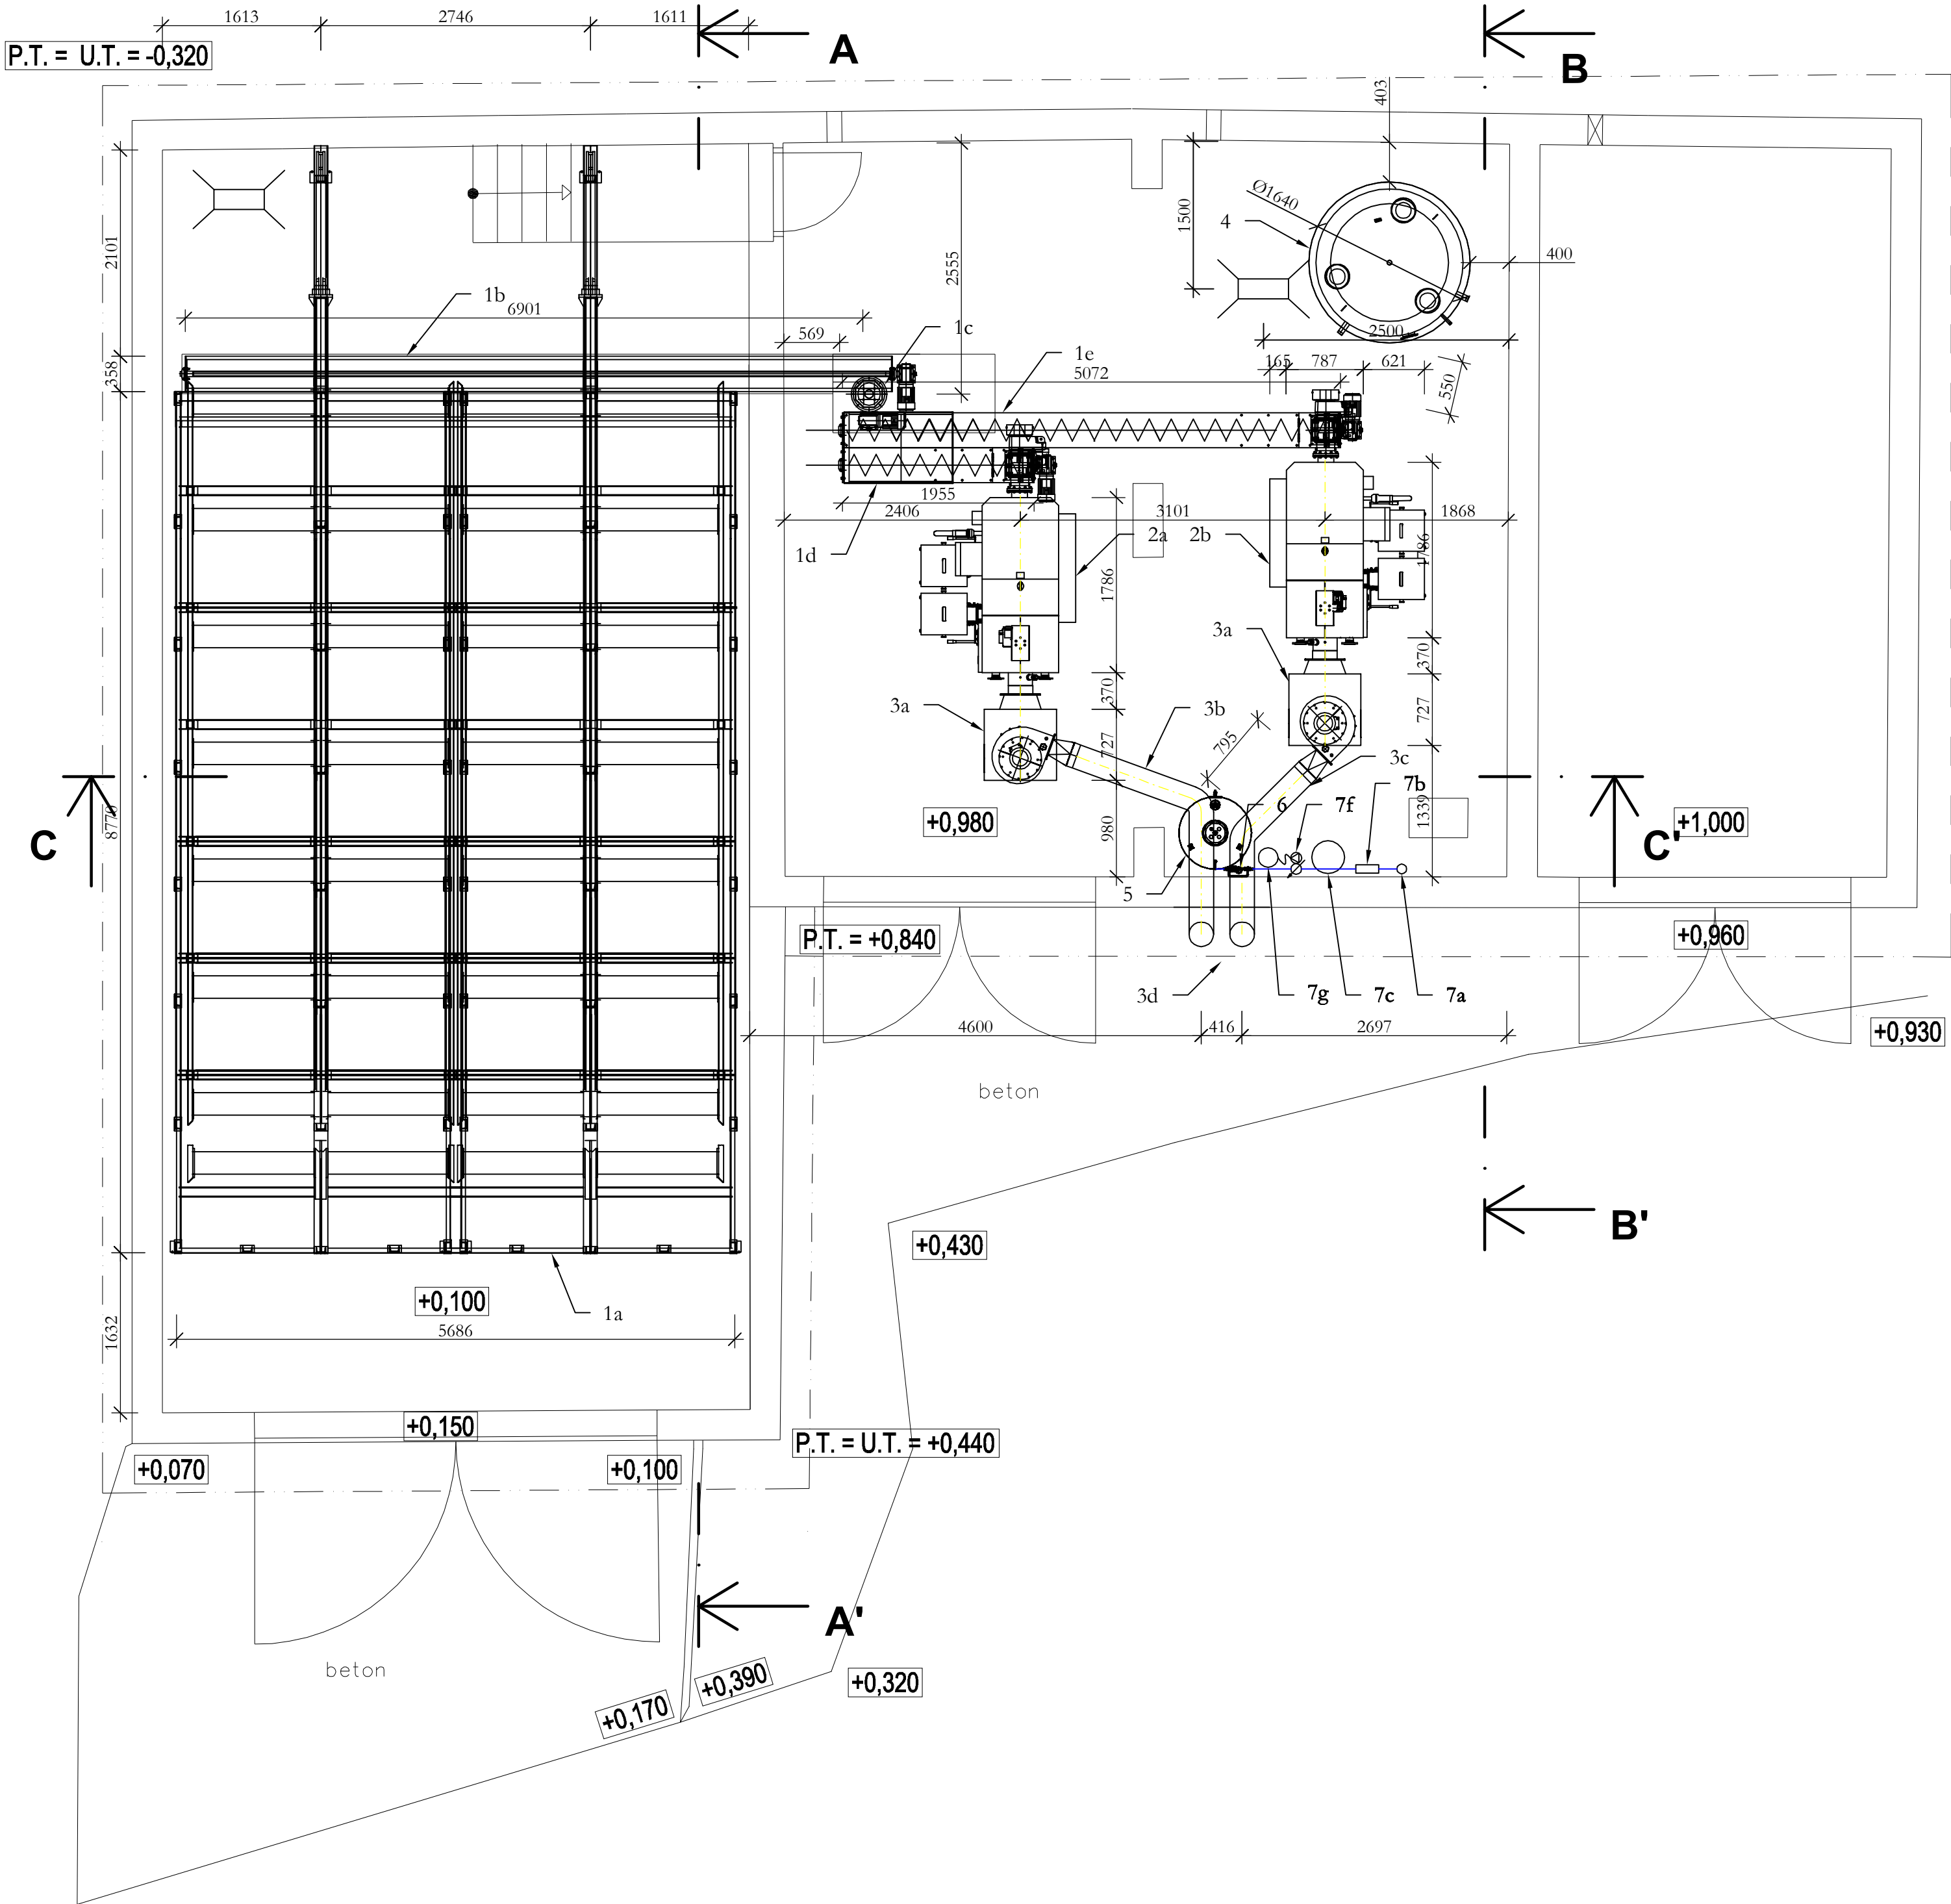 1613
2746
1611
A
B
P.T. = U.T. = -0,320
403
Ø1640
4
1500
400
2101
2555
1b
6901
1c
569
1e
5072
2500
165
787
621
550
358
1955
2406
3101
1868
1d
2a
2b
1786
1786
3a
370
3a
370
3b
727
727
795
3c
7b
6
7f
C
+0,980
980
1339
C'
+1,000
5
P.T. = +0,840
+0,960
3d
7g
7c
7a
4600
416
2697
+0,930
beton
B'
+0,430
+0,100
1a
5686
1632
+0,150
P.T. = U.T. = +0,440
+0,070
+0,100
A'
beton
+0,390
+0,320
+0,170